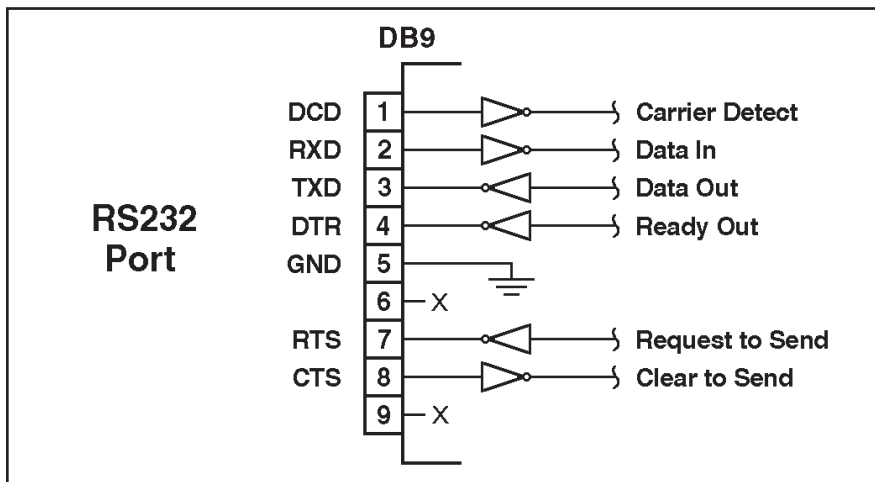 DB9
RS232
Port
DCD 1 Carrier Detect
RXD 2 Data In
TXD 3 Data Out
DTR 4 Ready Out
GND 5
6 X
RTS 7 Request to Send
CTS 8 Clear to Send
9 X